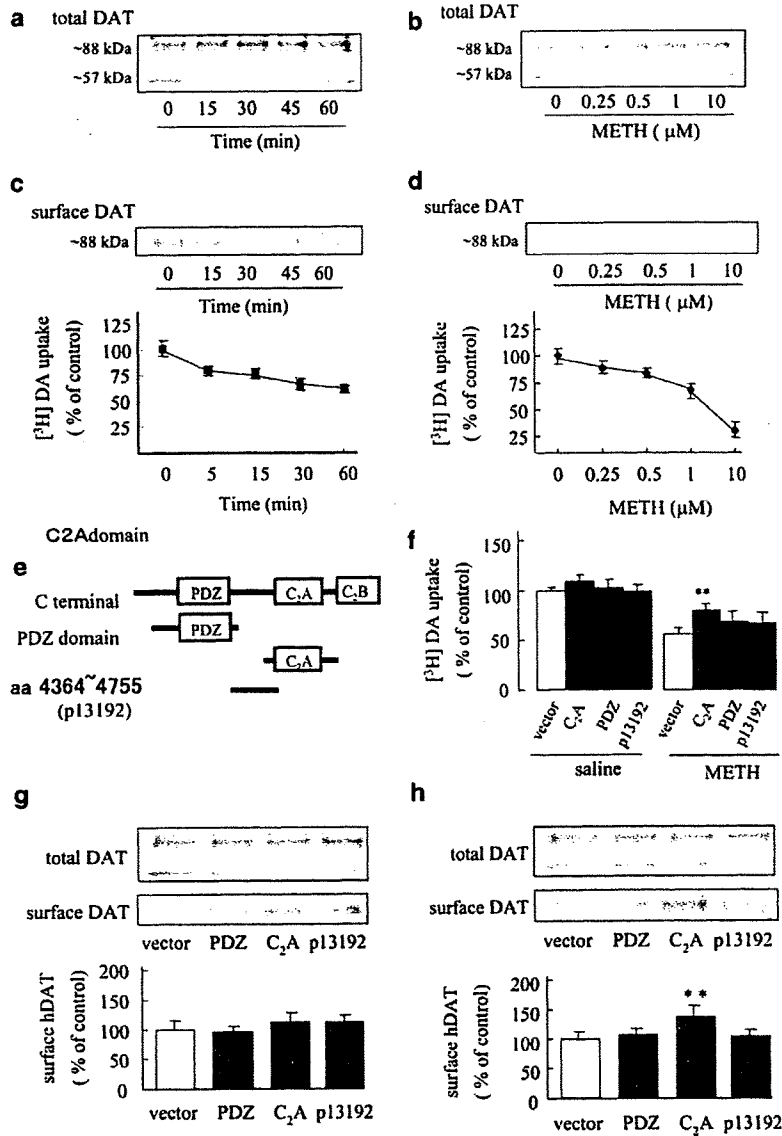 a
total DAT
~88 kDa
~57 kDa
0 15 30 45 60
Time (min)
b
total DAT
~88 kDa
~57 kDa
0 0.25 0.5 1 10
METH ( µM)
c
surface DAT
~88 kDa
0 15 30 45 60
Time (min)
[³H] DA uptake
( % of control)
125
100
75
50
25
0 5 15 30 60
Time (min)
d
surface DAT
~88 kDa
0 0.25 0.5 1 10
METH (µM)
[³H] DA uptake
( % of control)
125
100
75
50
25
0 0.25 0.5 1 10
METH (µM)
C2Adomain
e
C terminal
PDZ C₂A C₂B
PDZ domain
PDZ
C₂A
aa 4364~4755
(p13192)
f
[³H] DA uptake
( % of control)
150
100
50
0
**
vector C₂A PDZ p13192 vector C₂A PDZ p13192
saline METH
g
total DAT
surface DAT
vector PDZ C₂A p13192
surface hDAT
( % of control)
200
150
100
50
0
vector PDZ C₂A p13192
h
total DAT
surface DAT
vector PDZ C₂A p13192
surface hDAT
( % of control)
200
150
100
50
0
**
vector PDZ C₂A p13192